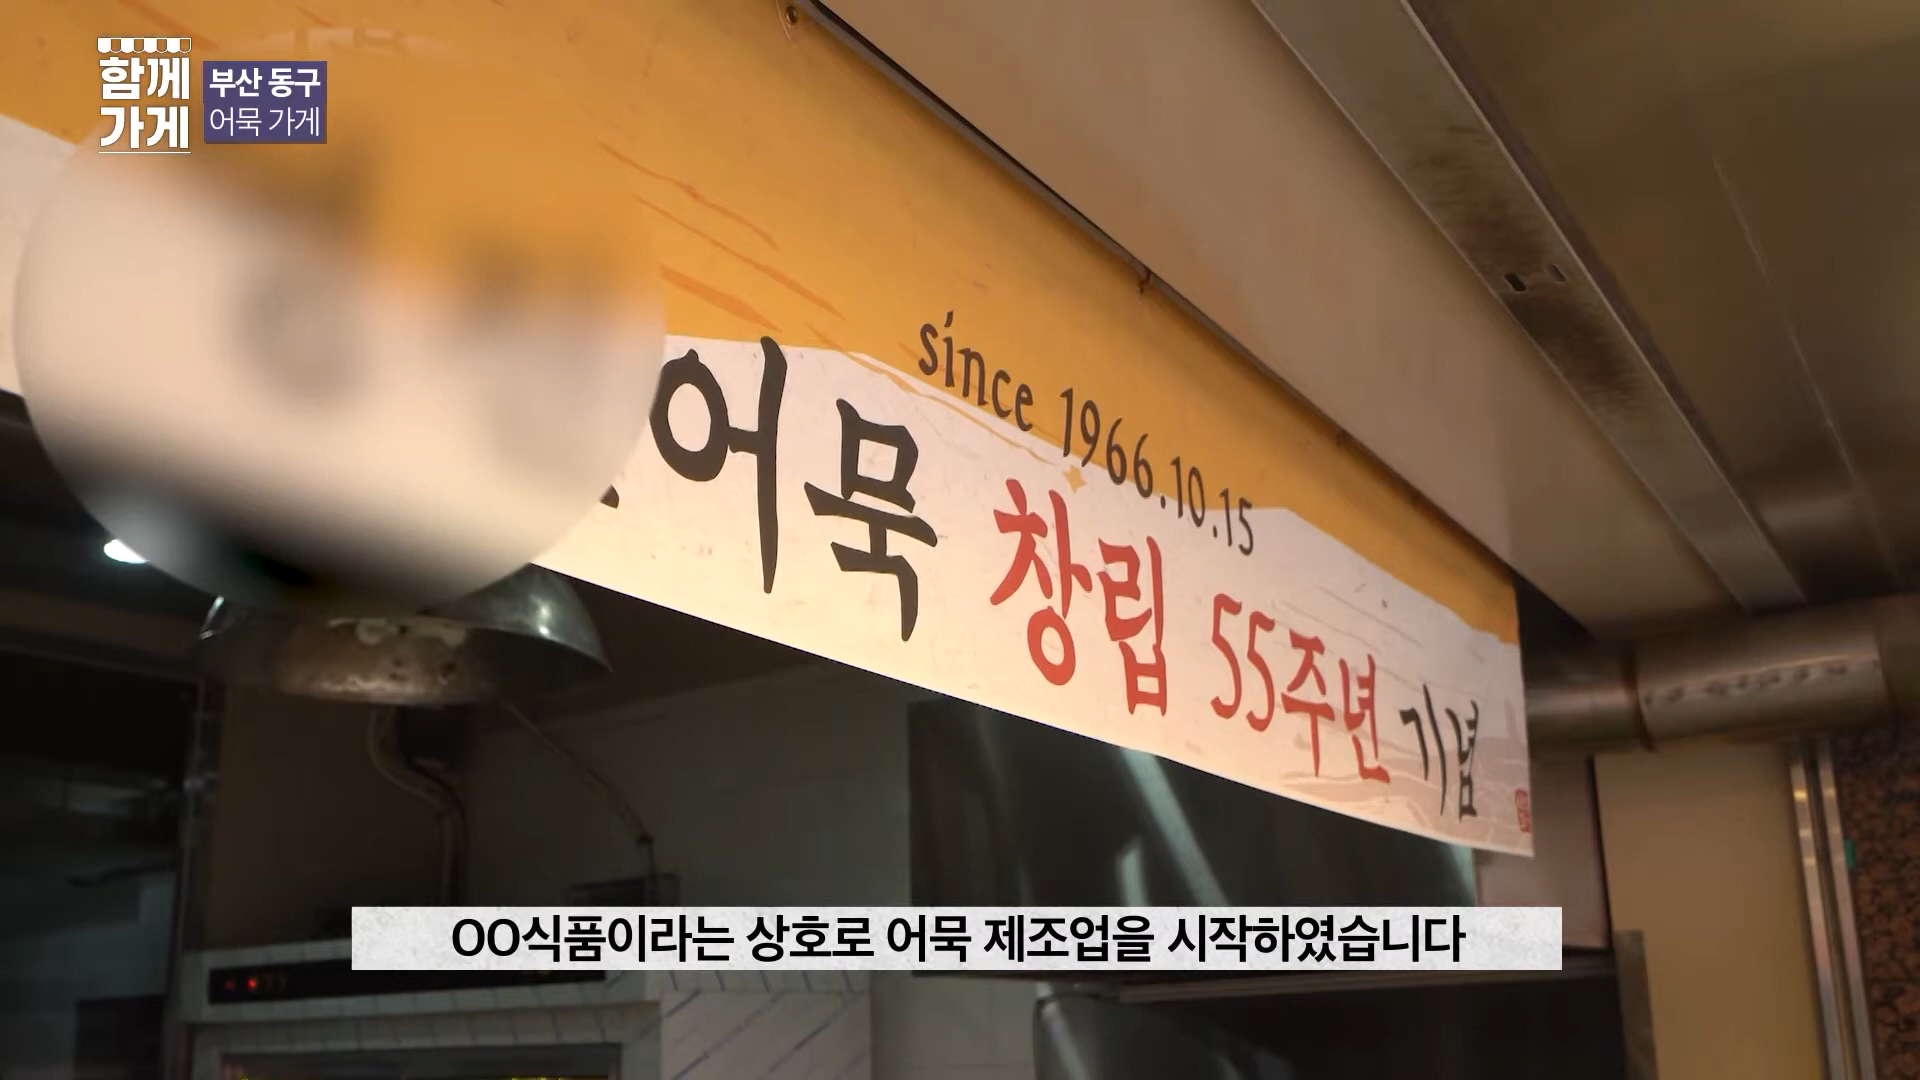 함께
가게
부산 동구
어묵 가게
since 1966.10.15
어묵 창립 55주년 기념
OO식품이라는 상호로 어묵 제조업을 시작하였습니다